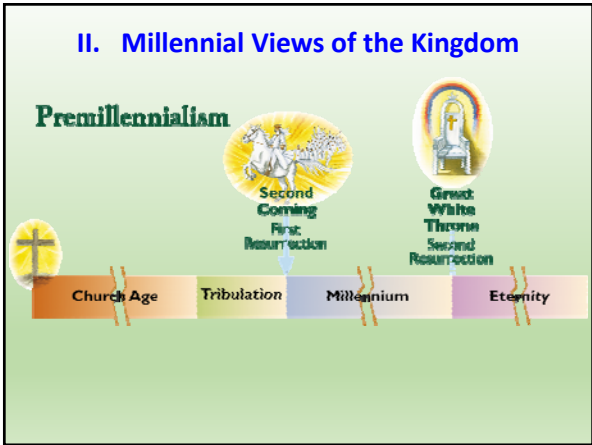 II. Millennial Views of the Kingdom
Premillennialism
Second
Coming
First
Resurrection
Great
White
Throne
Second
Resurrection
Church Age
Tribulation
Millennium
Eternity